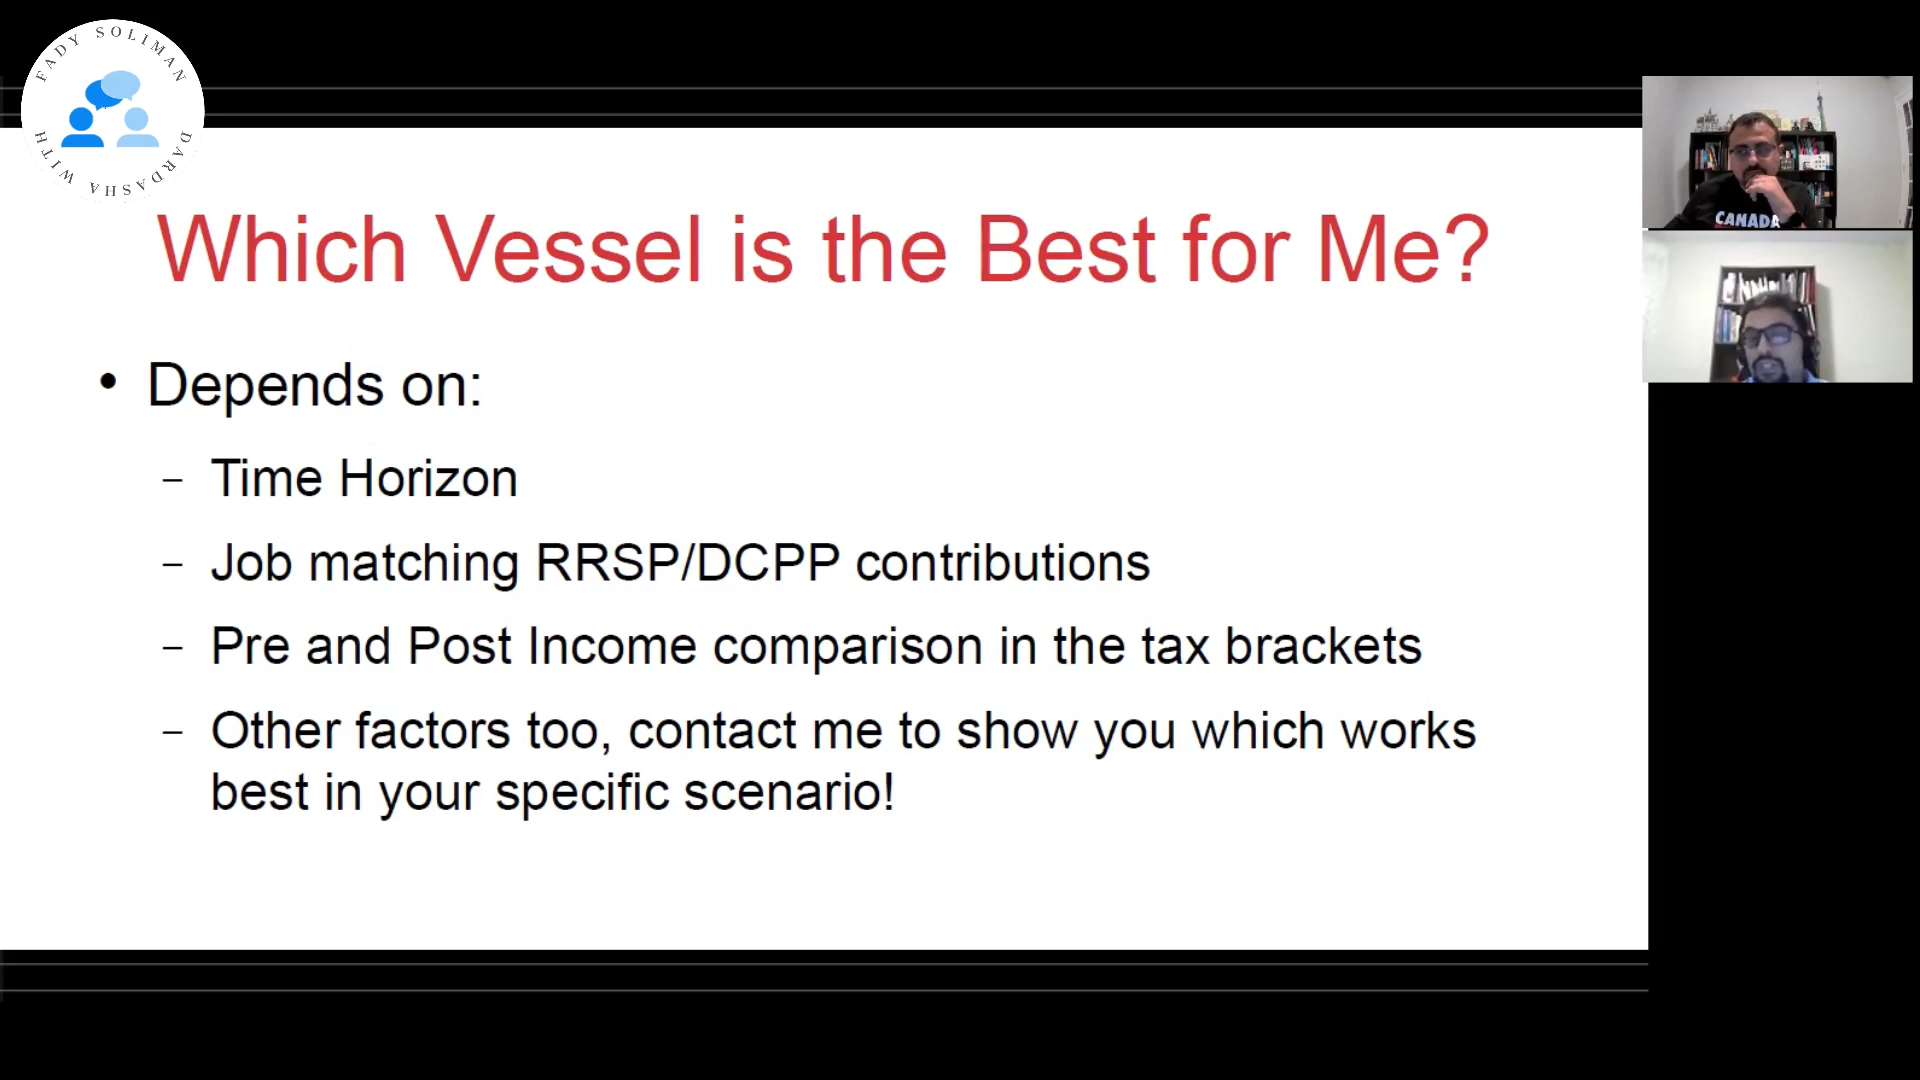 DARDASHA WITH
FADY SOLIMAN
Which Vessel is the Best for Me?
• Depends on:
– Time Horizon
– Job matching RRSP/DCPP contributions
– Pre and Post Income comparison in the tax brackets
– Other factors too, contact me to show you which works
best in your specific scenario!
CANADA